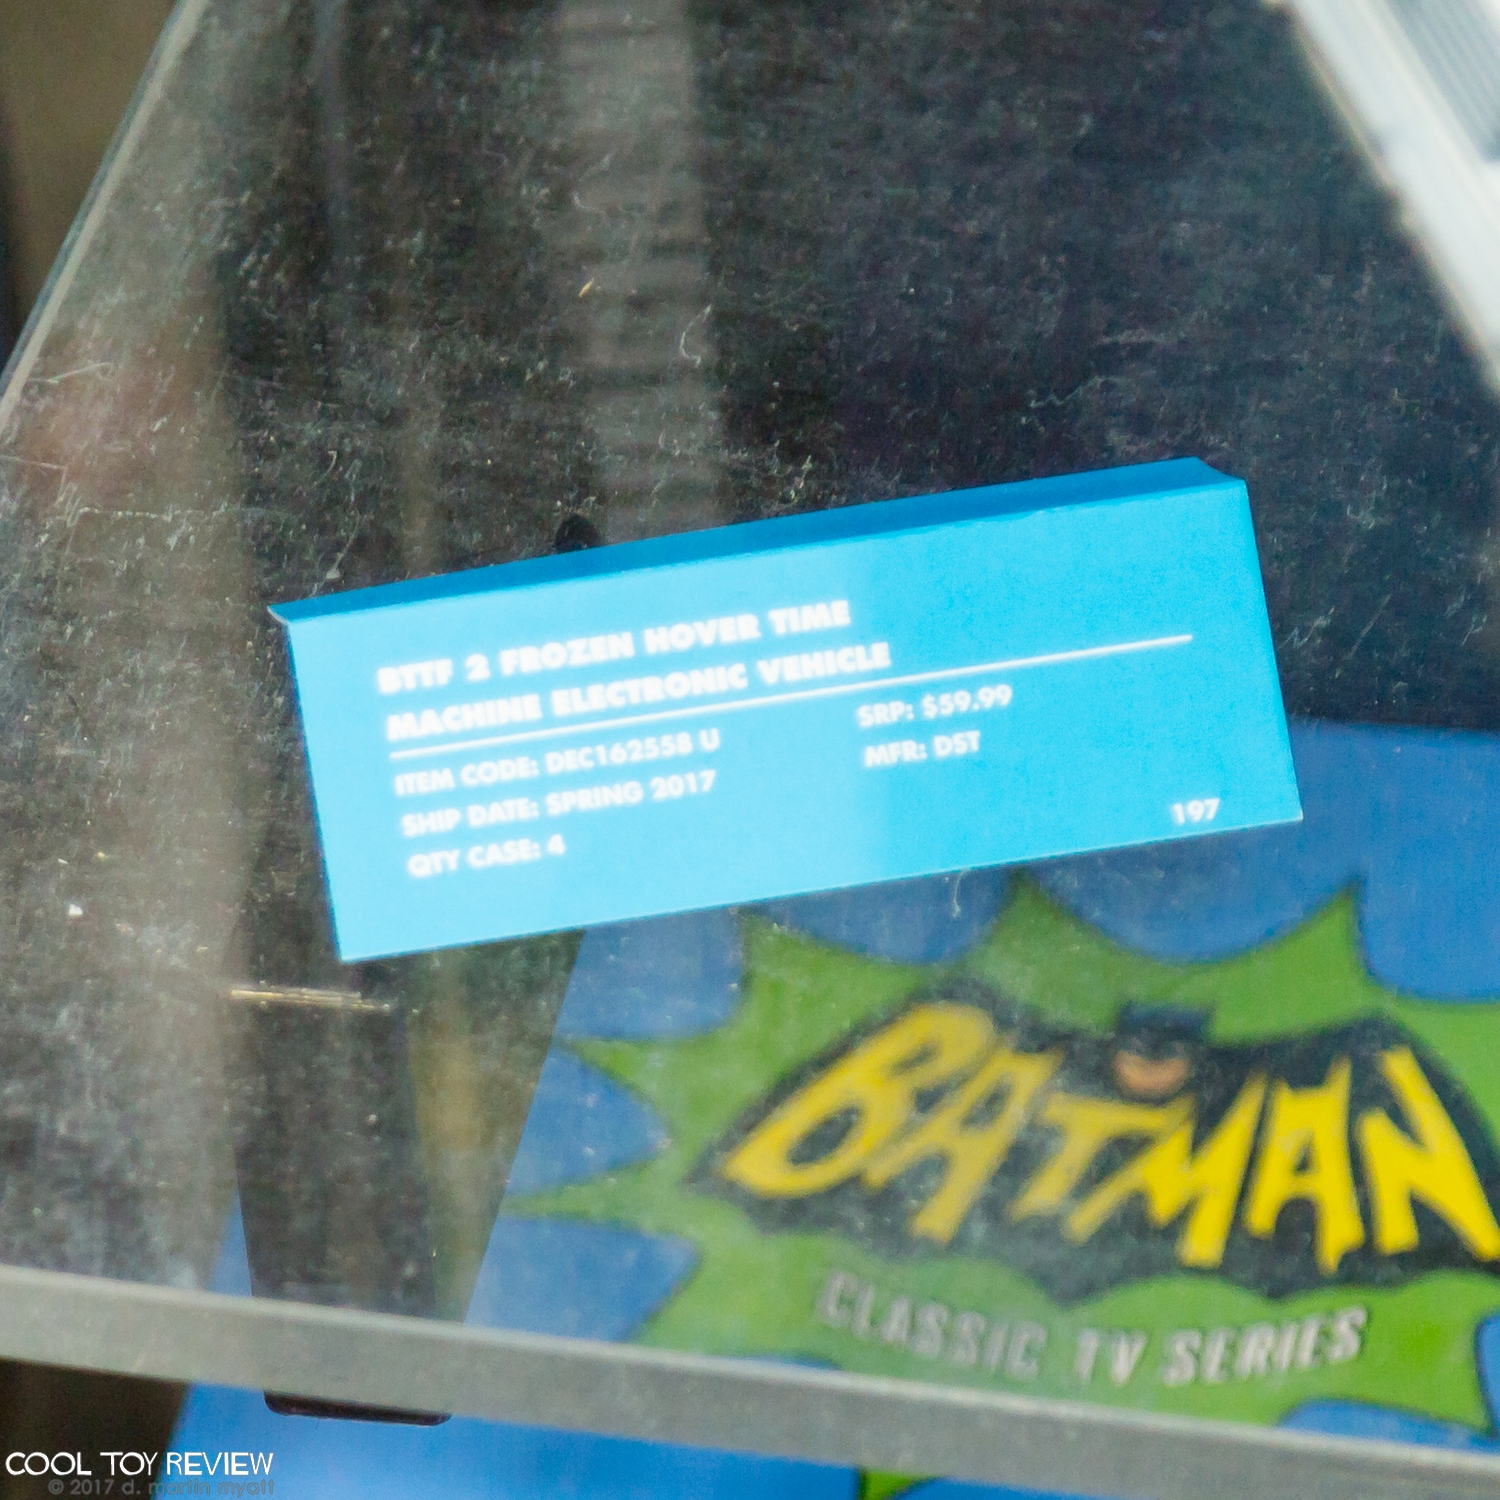 BTTF 2 FROZEN HOVER TIME
MACHINE ELECTRONIC VEHICLE
ITEM CODE: DEC162558 U
SHIP DATE: SPRING 2017
QTY CASE: 4
SRP: $59.99
MFR: DST
197
BATMAN
CLASSIC TV SERIES
COOL TOY REVIEW
© 2017 d. martin myatt